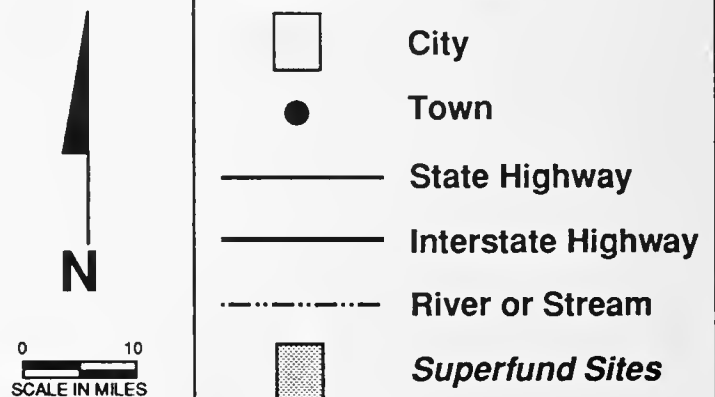 N
0 10
SCALE IN MILES
City
Town
State Highway
Interstate Highway
River or Stream
Superfund Sites